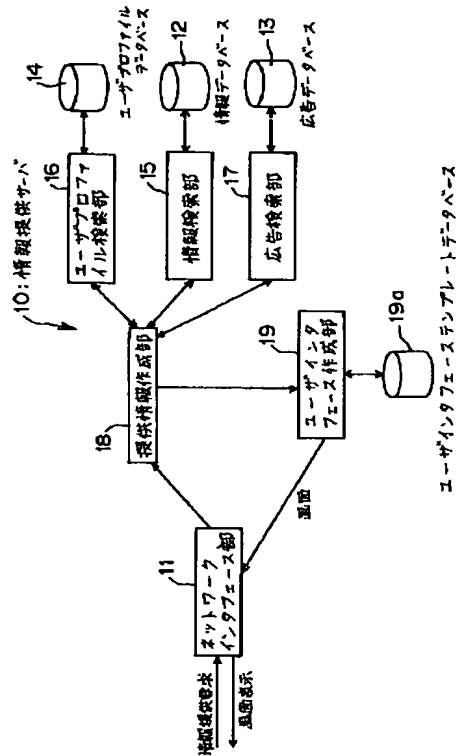 10:情報提供サーバ
14
ユーザプロファイル
データベース
16
ユーザプロファ
イル検索部
12
情報データベース
15
情報検索部
13
広告データベース
17
広告検索部
18
提供情報作成部
19
ユーザインタ
フェース作成部
19a
ユーザインタフェーステンプレートデータベース
画面
11
ネットワーク
インタフェース部
情報提供要求
画面表示